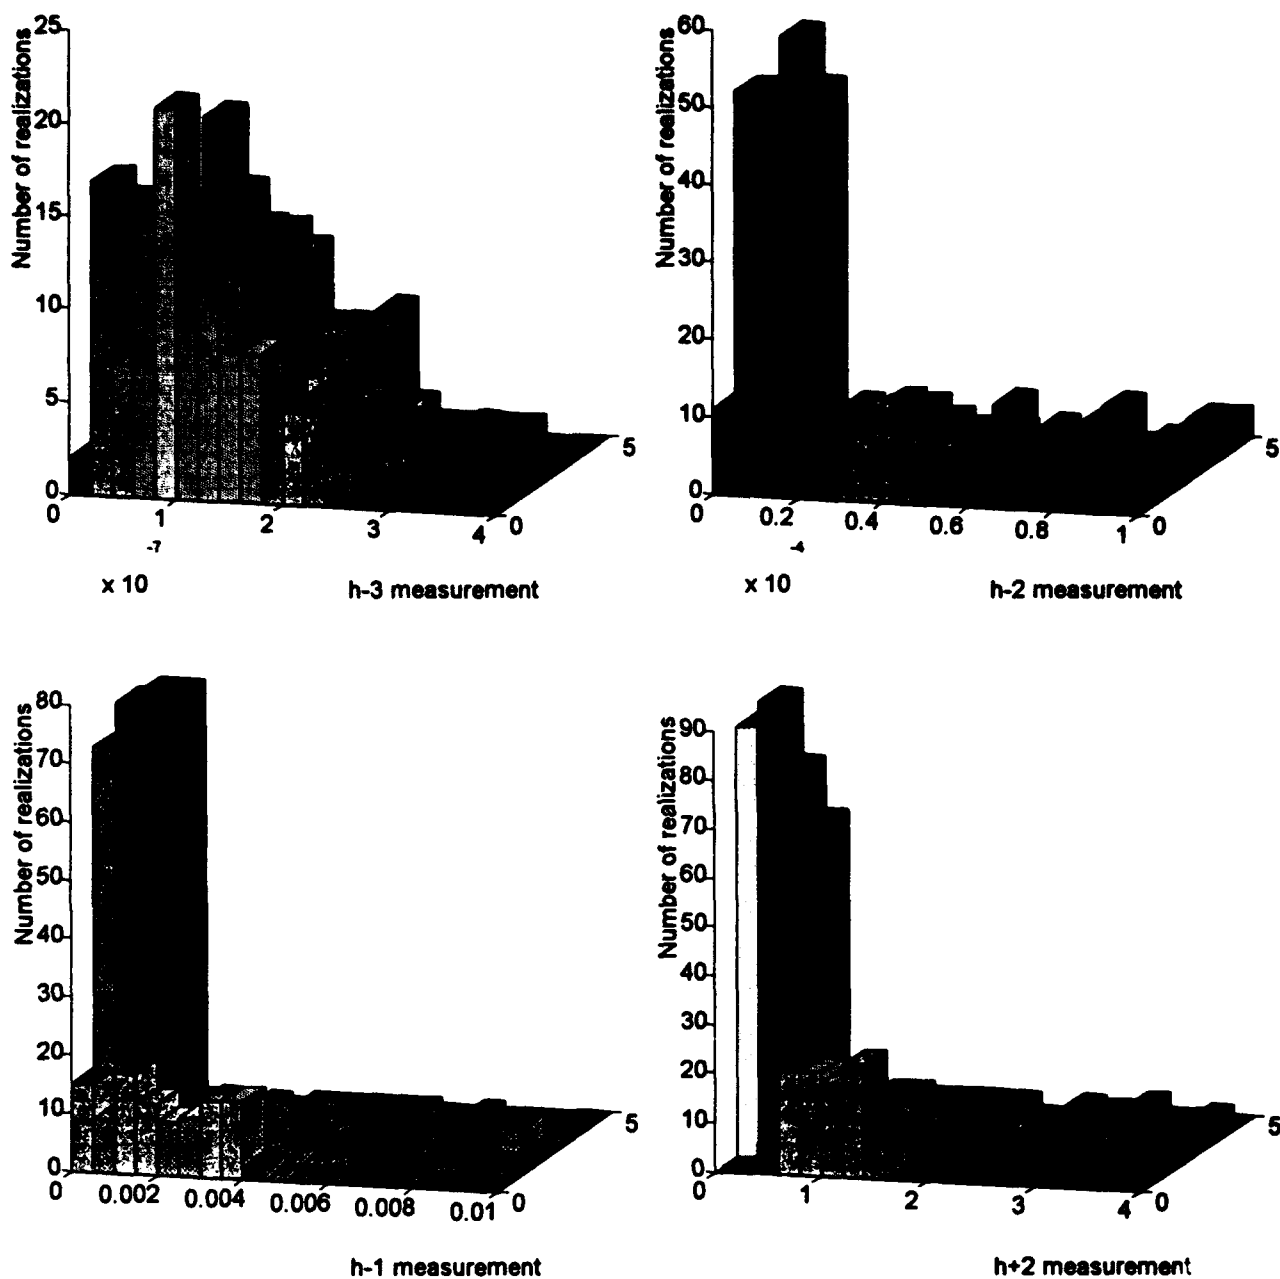 Number of realizations
25
20
15
10
5
0
0 1 2 3 4 0 5
-7
x 10
h-3 measurement
Number of realizations
60
50
40
30
20
10
0
0 0.2 0.4 0.6 0.8 1 0 5
-4
x 10
h-2 measurement
Number of realizations
80
70
60
50
40
30
20
10
0
0 0.002 0.004 0.006 0.008 0.01 0 5
h-1 measurement
Number of realizations
90
80
70
60
50
40
30
20
10
0
0 1 2 3 4 0 5
h+2 measurement